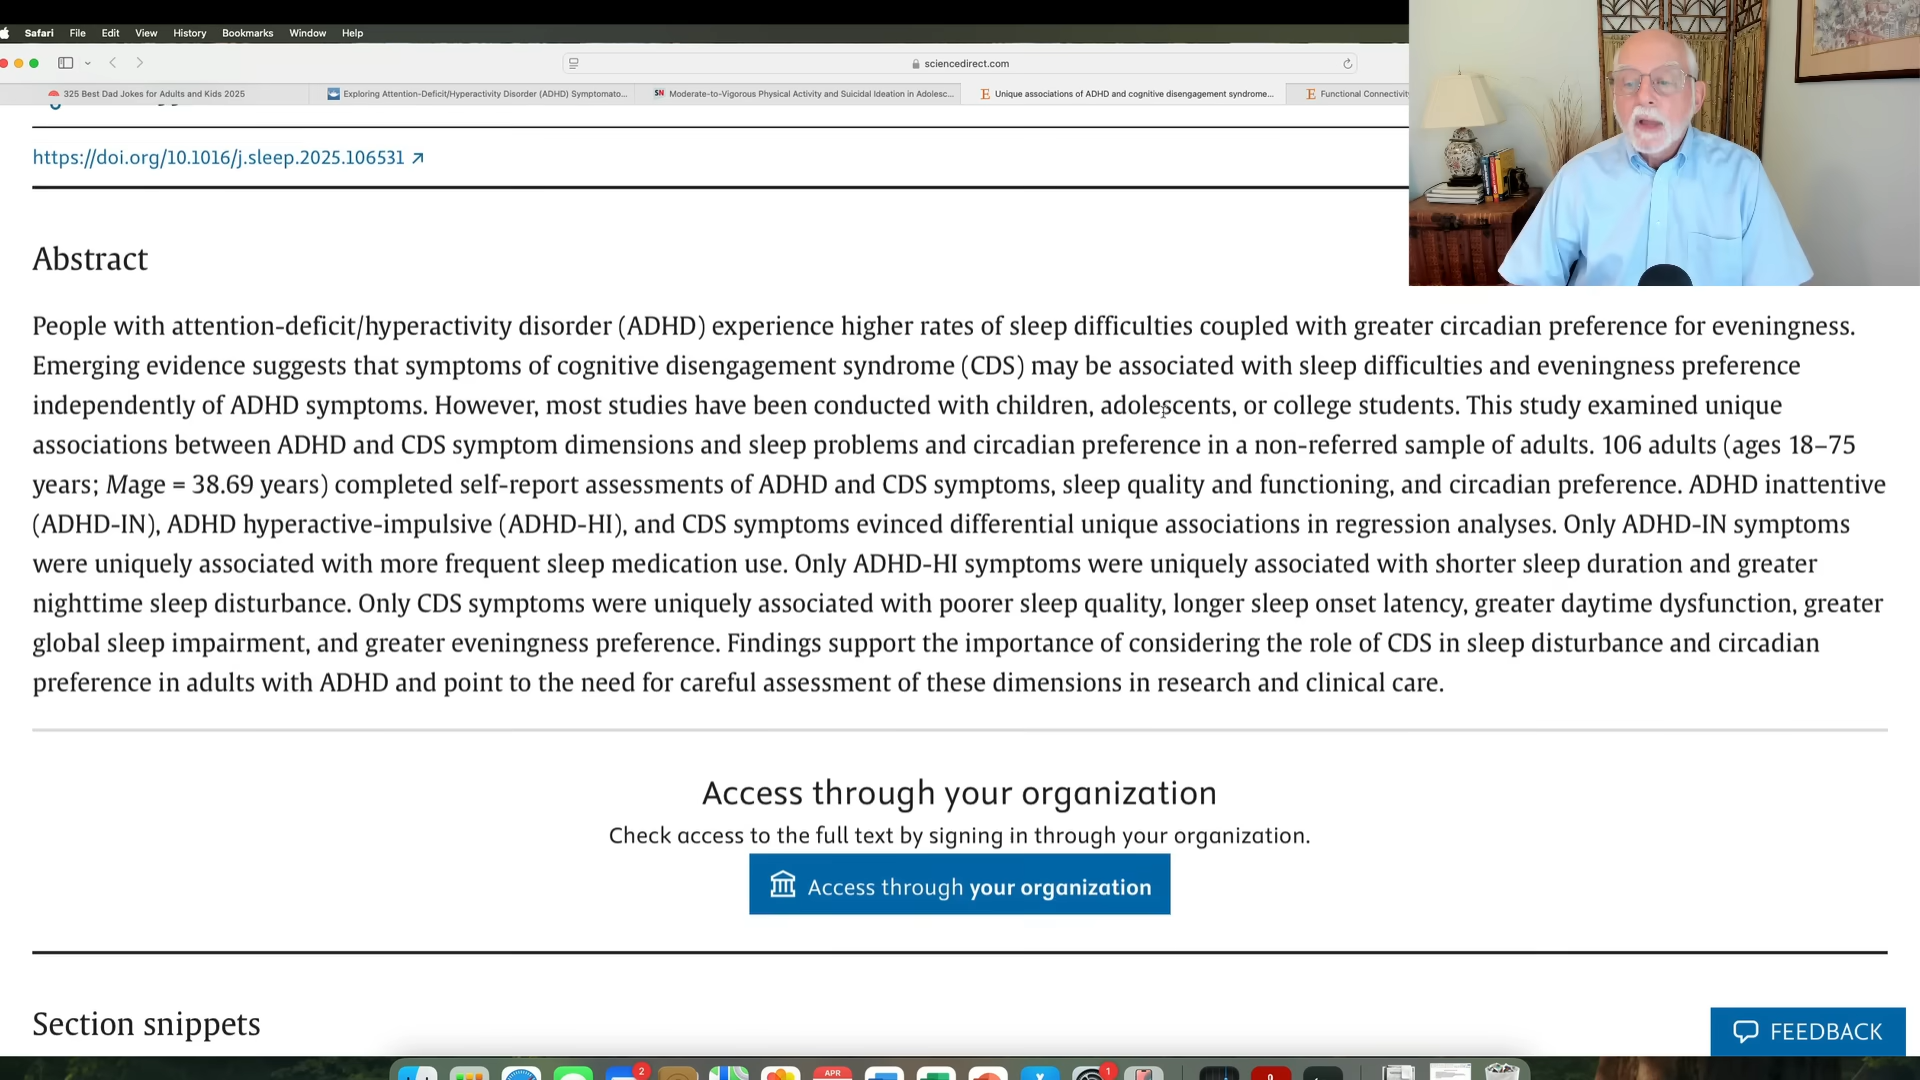 Safari File Edit View History Bookmarks Window Help
sciencedirect.com
325 Best Dad Jokes for Adults and Kids 2025
Exploring Attention-Deficit/Hyperactivity Disorder (ADHD) Symptomato...
SN Moderate-to-Vigorous Physical Activity and Suicidal Ideation in Adolesc...
E Unique associations of ADHD and cognitive disengagement syndrome...
E Functional Connectivity
https://doi.org/10.1016/j.sleep.2025.106531
Abstract
People with attention-deficit/hyperactivity disorder (ADHD) experience higher rates of sleep difficulties coupled with greater circadian preference for eveningness.
Emerging evidence suggests that symptoms of cognitive disengagement syndrome (CDS) may be associated with sleep difficulties and eveningness preference
independently of ADHD symptoms. However, most studies have been conducted with children, adolescents, or college students. This study examined unique
associations between ADHD and CDS symptom dimensions and sleep problems and circadian preference in a non-referred sample of adults. 106 adults (ages 18–75
years; Mage = 38.69 years) completed self-report assessments of ADHD and CDS symptoms, sleep quality and functioning, and circadian preference. ADHD inattentive
(ADHD-IN), ADHD hyperactive-impulsive (ADHD-HI), and CDS symptoms evinced differential unique associations in regression analyses. Only ADHD-IN symptoms
were uniquely associated with more frequent sleep medication use. Only ADHD-HI symptoms were uniquely associated with shorter sleep duration and greater
nighttime sleep disturbance. Only CDS symptoms were uniquely associated with poorer sleep quality, longer sleep onset latency, greater daytime dysfunction, greater
global sleep impairment, and greater eveningness preference. Findings support the importance of considering the role of CDS in sleep disturbance and circadian
preference in adults with ADHD and point to the need for careful assessment of these dimensions in research and clinical care.
Access through your organization
Check access to the full text by signing in through your organization.
Access through your organization
Section snippets
FEEDBACK
2
APR
1